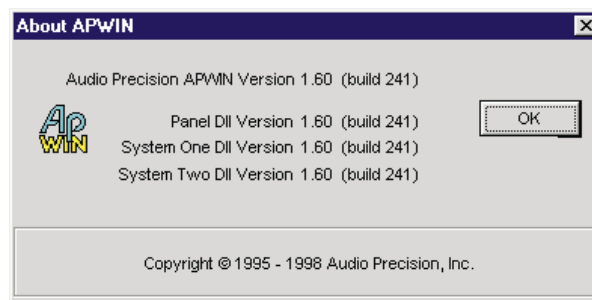 About APWIN
Audio Precision APWIN Version 1.60 (build 241)
Ap
WIN
Panel Dll Version 1.60 (build 241)
OK
System One Dll Version 1.60 (build 241)
System Two Dll Version 1.60 (build 241)
Copyright © 1995 - 1998 Audio Precision, Inc.